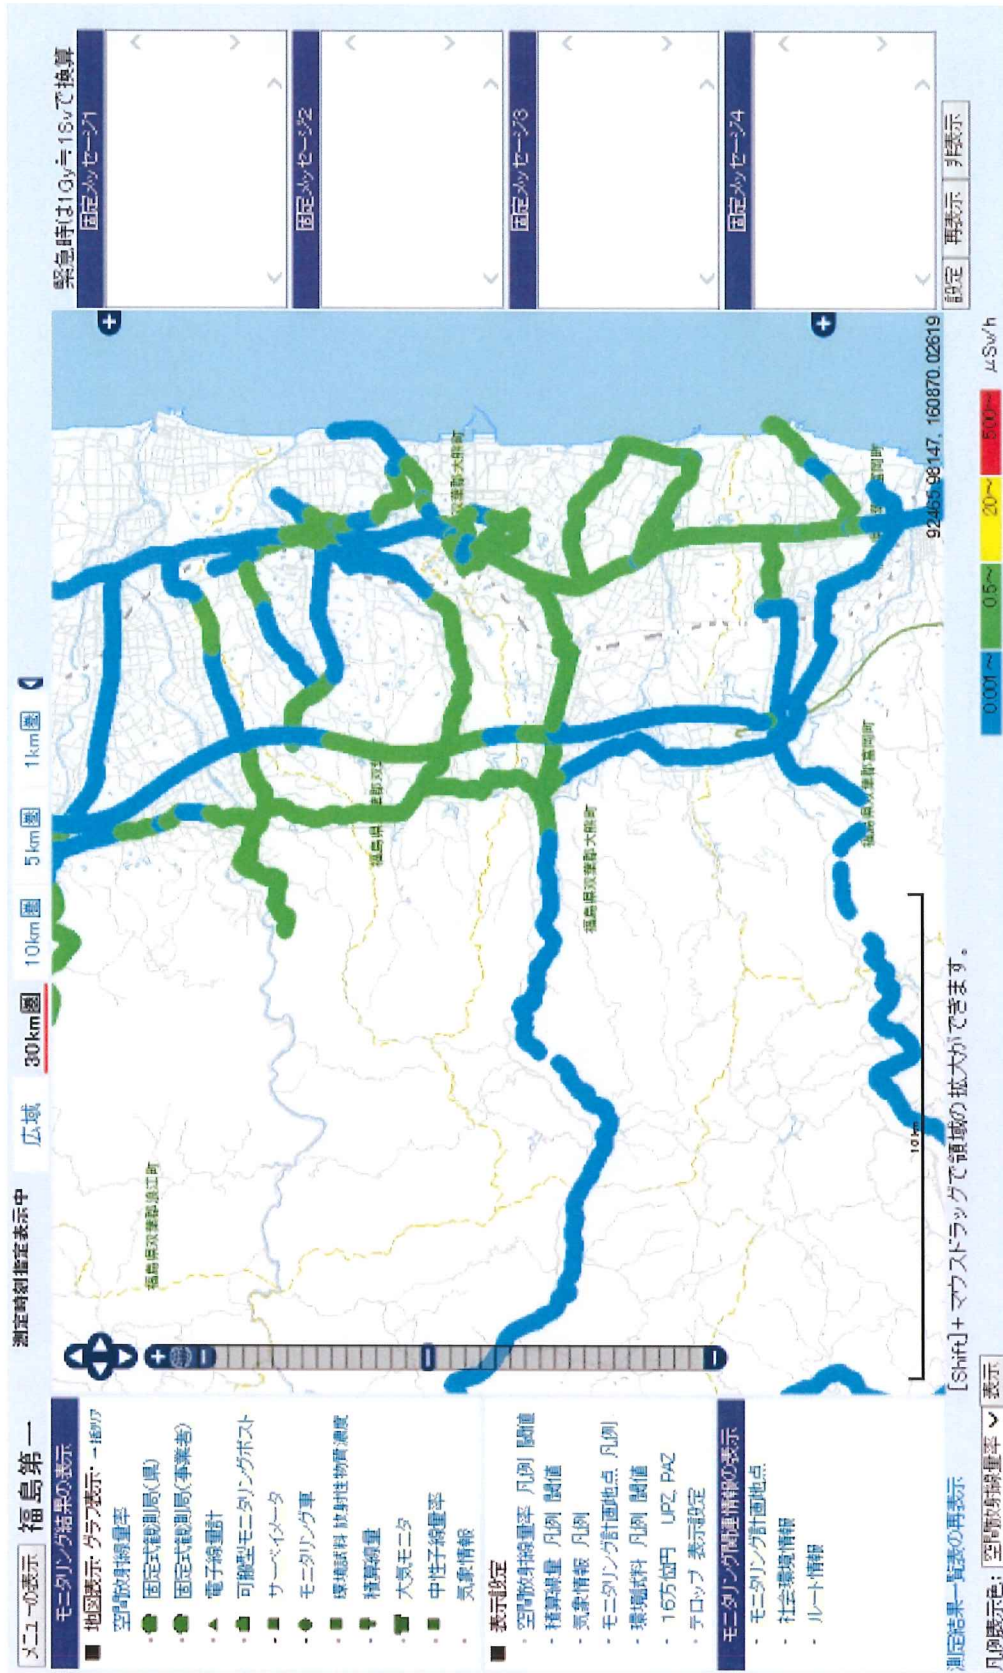 メニューの表示 福島第一 測定時刻指定表示中 広域 30km圏 10km圏 5km圏 1km圏
緊急時は1Gy≒1Svで換算
モニタリング結果の表示
■ 地図表示・グラフ表示・一括クリア
空間放射線量率
固定式観測局(県)
固定式観測局(事業者)
電子線量計
可搬型モニタリングポスト
サーベイメータ
モニタリング車
環境試料 放射性物質濃度
積算線量
大気モニタ
中性子線量率
気象情報
■ 表示設定
空間放射線量率 凡例 閾値
積算線量 凡例 閾値
気象情報 凡例
モニタリング計画地点 凡例
環境試料 凡例 閾値
16方位円 UPZ, PAZ
テロップ 表示設定
モニタリング関連情報の表示
モニタリング計画地点
社会環境情報
ルート情報
測定結果一覧表の再表示
福島県双葉郡浪江町
福島県双葉郡大熊町
福島県双葉郡富岡町
双葉郡大熊町
10km
92465.98147, 160870.02619
[Shift]+マウスドラッグで領域の拡大ができます。
固定メッセージ1
固定メッセージ2
固定メッセージ3
固定メッセージ4
設定 再表示 非表示
凡例表示色: 空間放射線量率 表示
0.001～ 0.5～ 20～ 500～ μSv/h